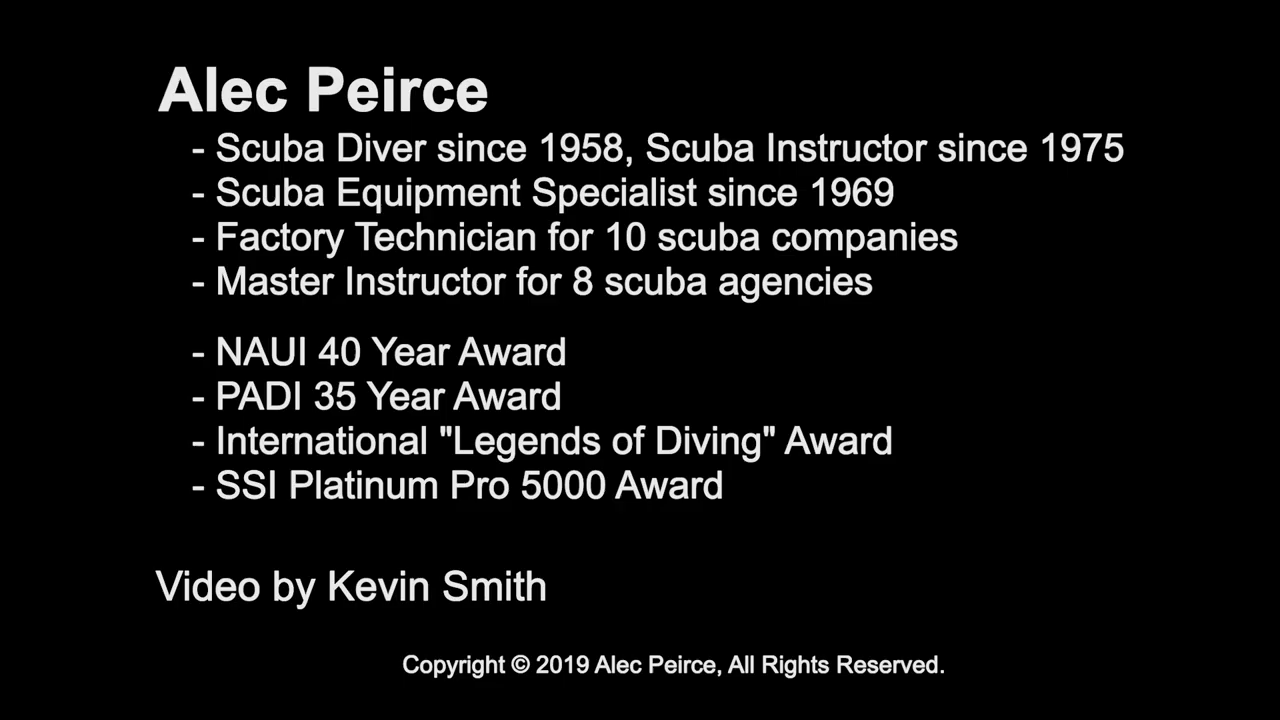 Alec Peirce
- Scuba Diver since 1958, Scuba Instructor since 1975
- Scuba Equipment Specialist since 1969
- Factory Technician for 10 scuba companies
- Master Instructor for 8 scuba agencies
- NAUI 40 Year Award
- PADI 35 Year Award
- International "Legends of Diving" Award
- SSI Platinum Pro 5000 Award
Video by Kevin Smith
Copyright © 2019 Alec Peirce, All Rights Reserved.